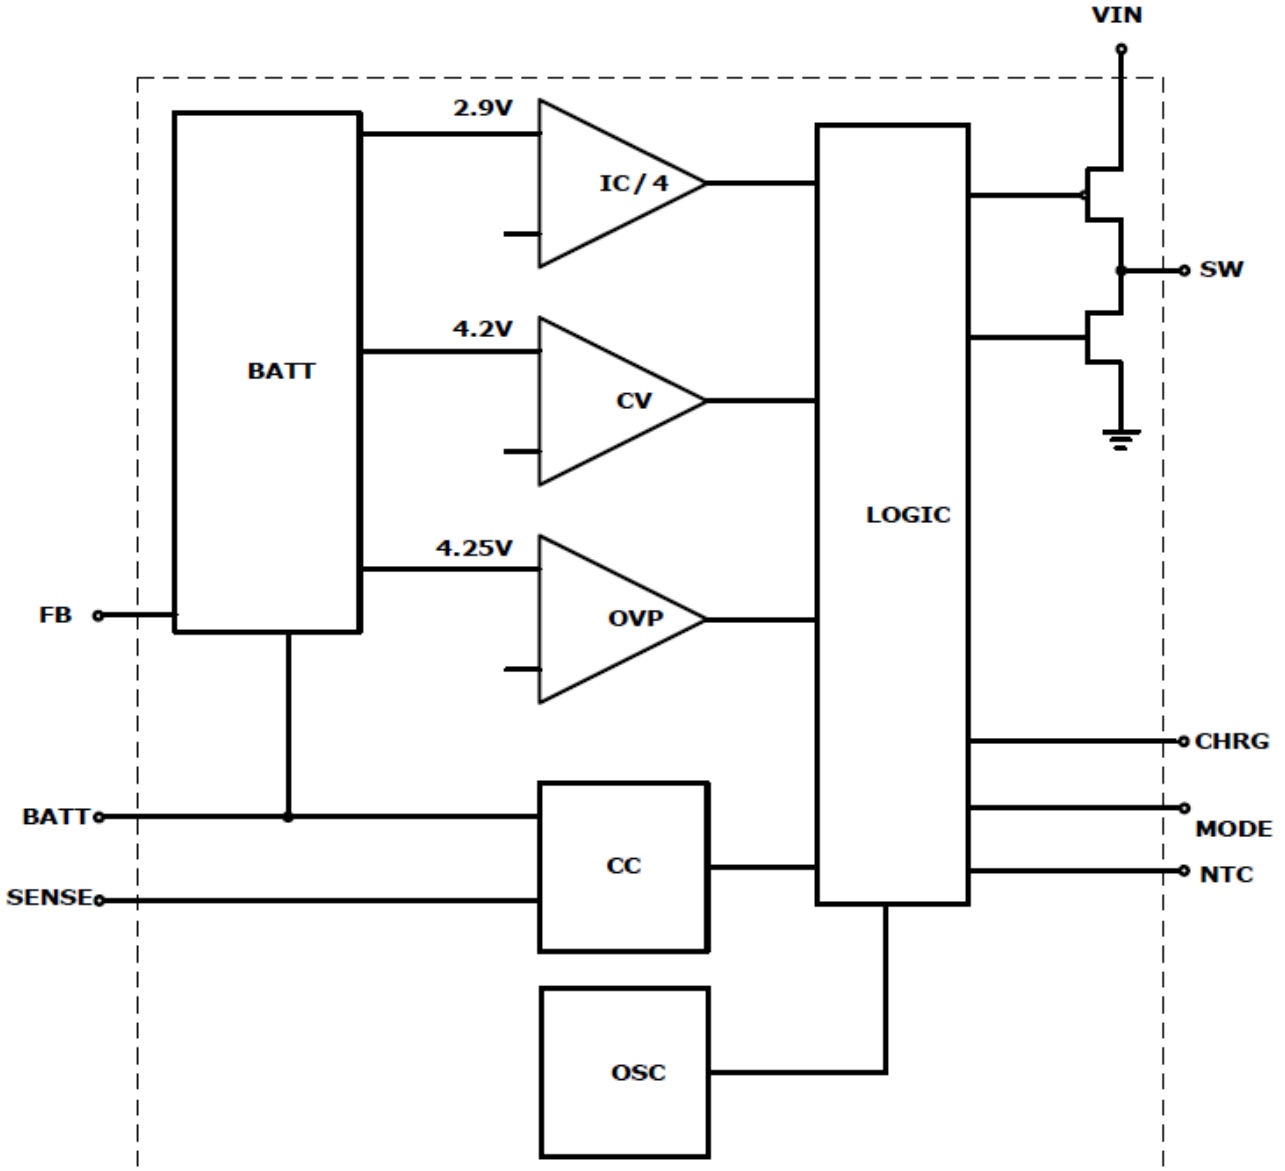 VIN
2.9V
IC/4
SW
4.2V
BATT
CV
LOGIC
4.25V
FB
OVP
CHRG
BATT
MODE
CC
NTC
SENSE
OSC